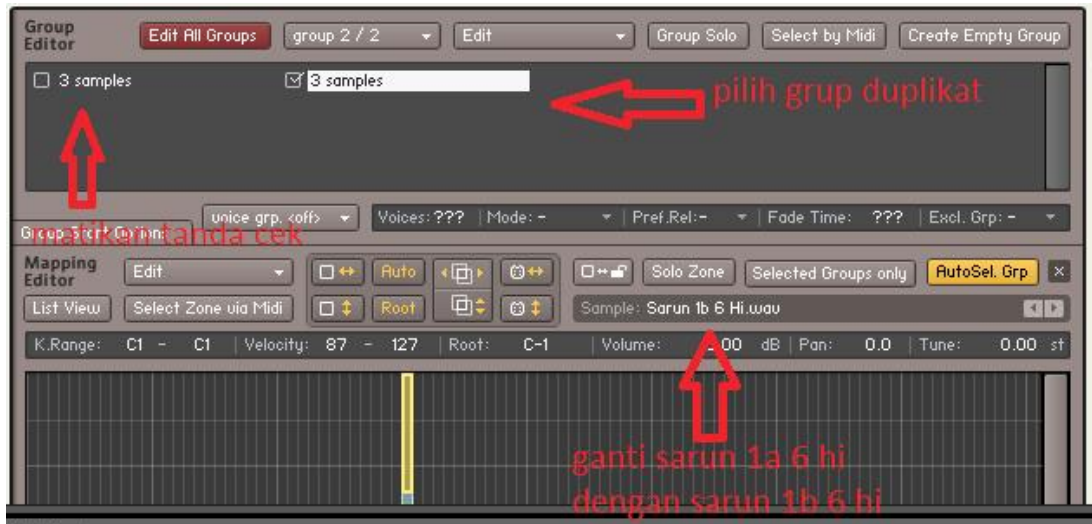 Group Editor
Edit All Groups
group 2 / 2
Edit
Group Solo
Select by Midi
Create Empty Group
3 samples
3 samples
pilih grup duplikat
matikan tanda cek
voice grp. <off>
Voices: ???
Mode: -
Pref.Rel:-
Fade Time: ???
Excl. Grp: -
Group Start Options
Mapping Editor
Edit
Auto
Solo Zone
Selected Groups only
AutoSel. Grp
List View
Select Zone via Midi
Root
Sample: Sarun 1b 6 Hi.wav
K.Range: C1 - C1
Velocity: 87 - 127
Root: C-1
Volume: .00 dB
Pan: 0.0
Tune: 0.00 st
ganti sarun 1a 6 hi
dengan sarun 1b 6 hi